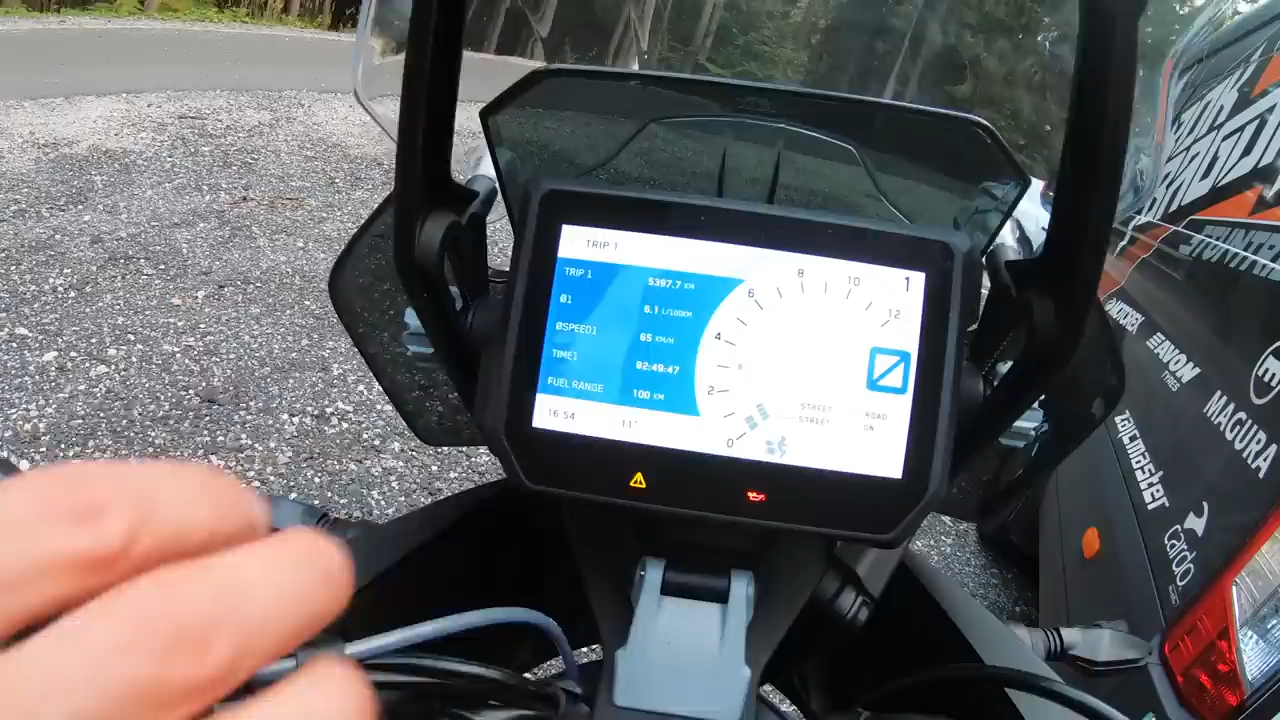 TRIP 1
TRIP 1 5397.7 KM
Ø1 6.1 L/100KM
ØSPEED1 65 KM/H
TIME1 82:49:47
FUEL RANGE 100 KM
16:54 11°
0 2 4 6 8 10 12
1
STREET
STREET
ROAD
ON
AVON
TYRES
MAGURA
cardo